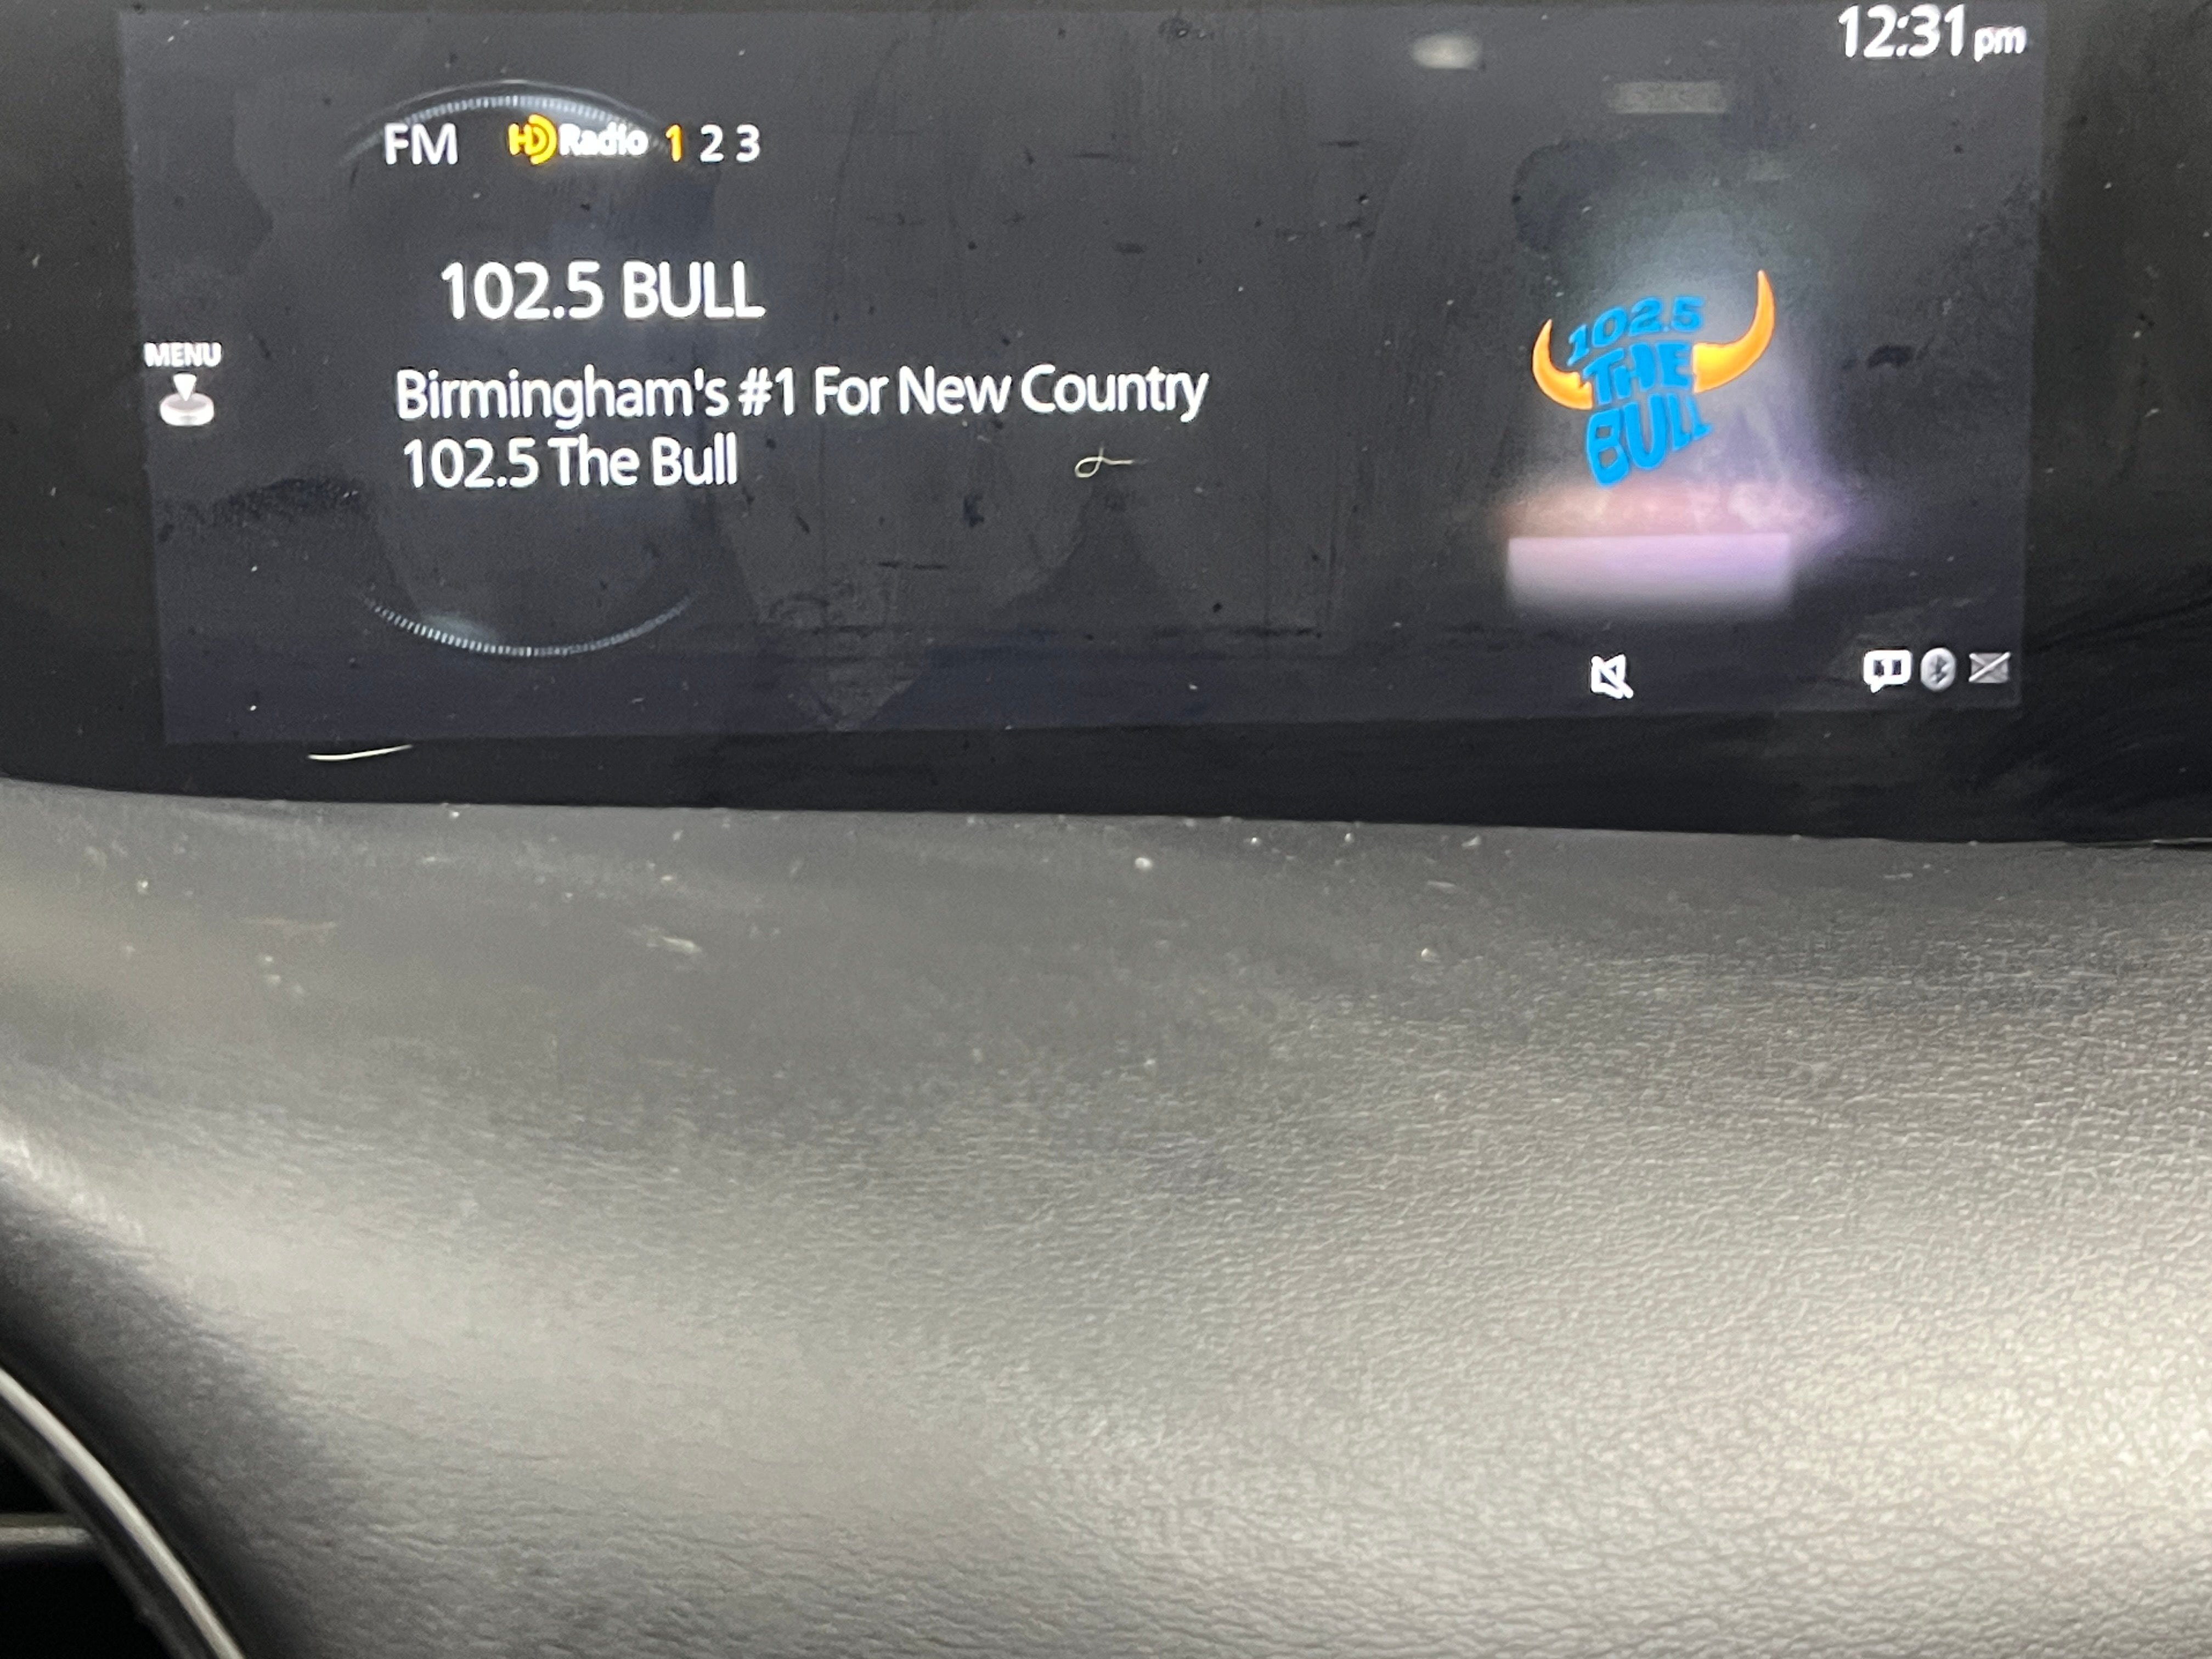 12:31 pm
FM HD Radio 1 2 3
102.5 BULL
MENU
Birmingham's #1 For New Country
102.5 The Bull
102.5
THE
BULL